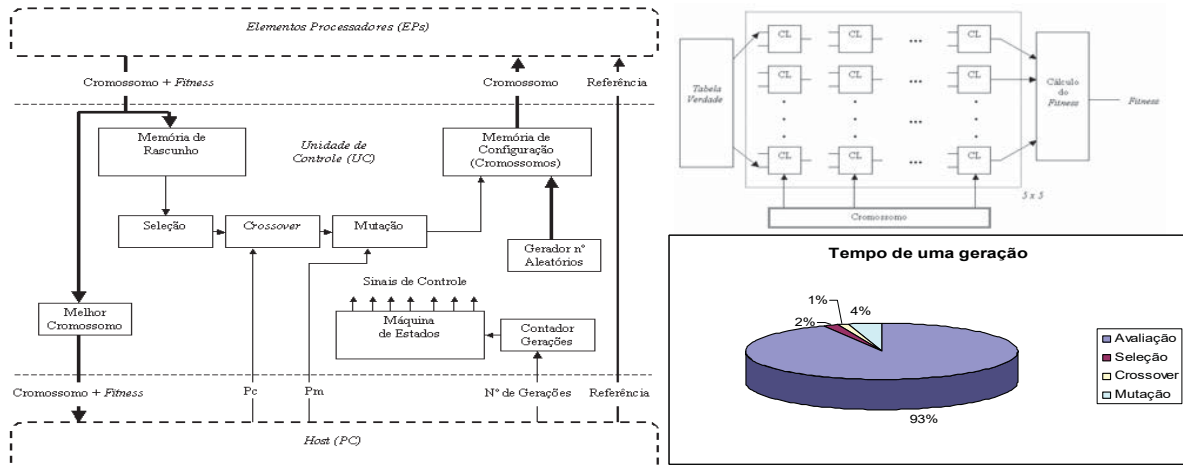 Elementos Processadores (EPs)
Cromossomo + Fitness
Cromossomo
Referência
Memória de
Rascunho
Unidade de
Controle (UC)
Memória de
Configuração
(Cromossomos)
Seleção
Crossover
Mutação
Gerador nº
Aleatórios
Sinais de Controle
Melhor
Cromossomo
Máquina
de Estados
Contador
Gerações
Cromossomo + Fitness
Pc
Pm
Nº de Gerações
Referência
Host (PC)
Tabela
Verdade
CL
CL
...
CL
CL
CL
...
CL
...
CL
CL
...
CL
Cálculo
do
Fitness
Fitness
5 x 5
Cromossomo
Tempo de uma geração
1%
4%
2%
93%
Avaliação
Seleção
Crossover
Mutação